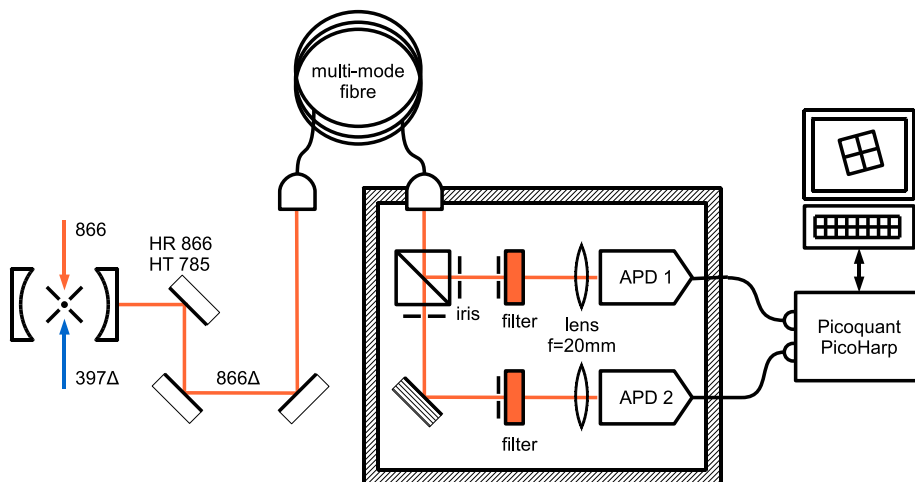 multi-mode
fibre
866
HR 866
HT 785
397Δ
866Δ
iris
filter
lens
f=20mm
APD 1
filter
APD 2
Picoquant
PicoHarp